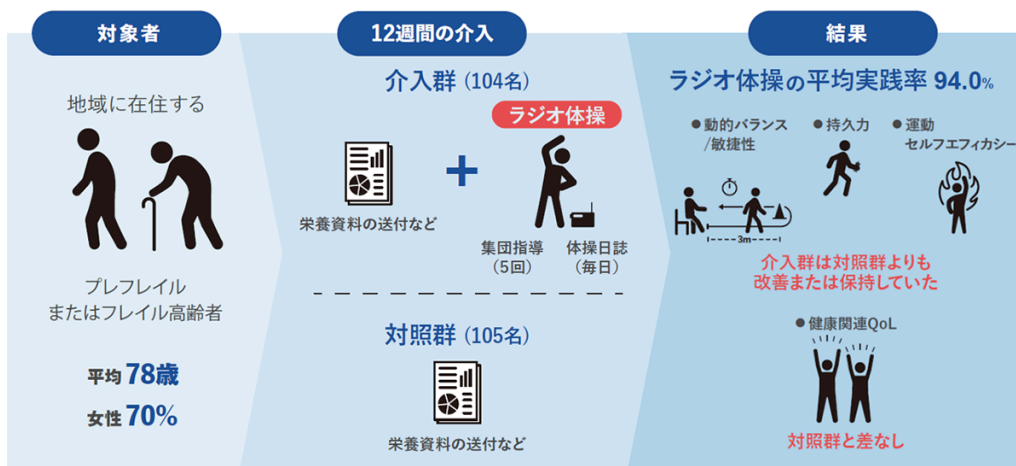 対象者
地域に在住する
プレフレイル
またはフレイル高齢者
平均 78歳
女性 70%
12週間の介入
介入群 (104名)
ラジオ体操
栄養資料の送付など
集団指導
(5回)
体操日誌
(毎日)
対照群 (105名)
栄養資料の送付など
結果
ラジオ体操の平均実践率 94.0%
●動的バランス
/敏捷性
●持久力
●運動
セルフエフィカシー
3m
介入群は対照群よりも
改善または保持していた
●健康関連QoL
対照群と差なし